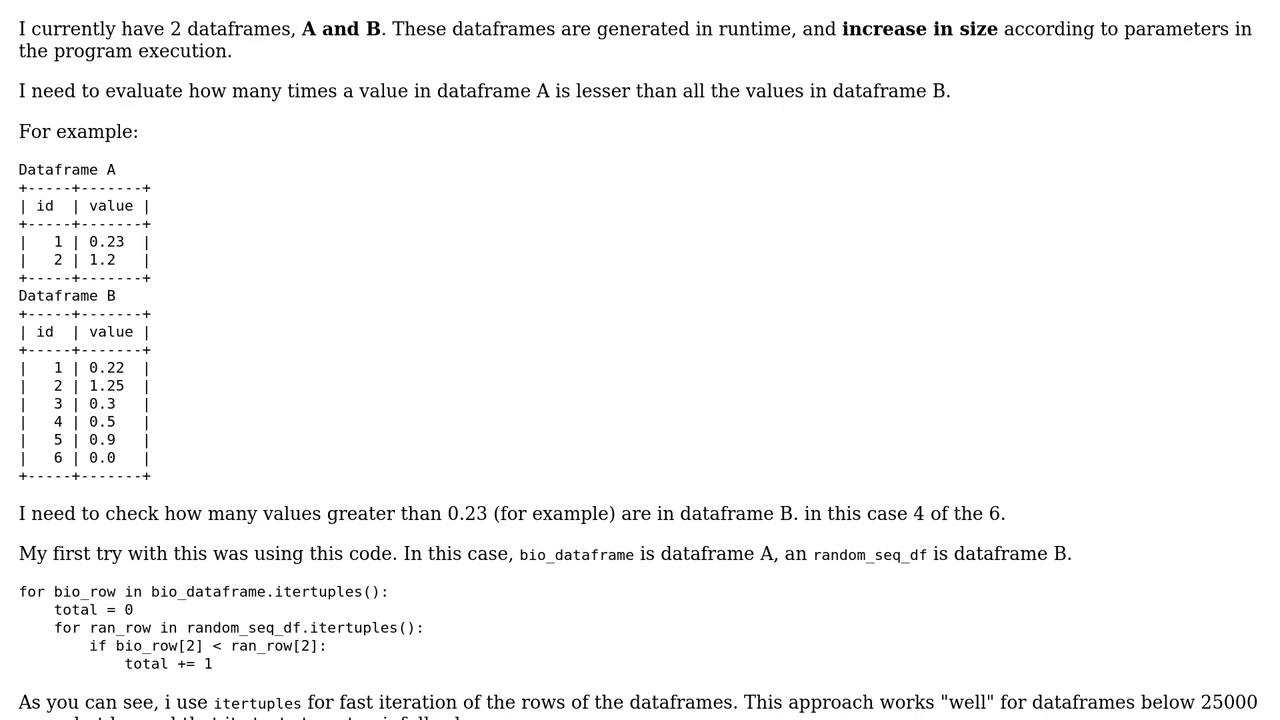 I currently have 2 dataframes, A and B. These dataframes are generated in runtime, and increase in size according to parameters in
the program execution.
I need to evaluate how many times a value in dataframe A is lesser than all the values in dataframe B.
For example:
Dataframe A
+-----+-------+
| id  | value |
+-----+-------+
|   1 | 0.23  |
|   2 | 1.2   |
+-----+-------+
Dataframe B
+-----+-------+
| id  | value |
+-----+-------+
|   1 | 0.22  |
|   2 | 1.25  |
|   3 | 0.3   |
|   4 | 0.5   |
|   5 | 0.9   |
|   6 | 0.0   |
+-----+-------+
I need to check how many values greater than 0.23 (for example) are in dataframe B. in this case 4 of the 6.
My first try with this was using this code. In this case, bio_dataframe is dataframe A, an random_seq_df is dataframe B.
for bio_row in bio_dataframe.itertuples():
    total = 0
    for ran_row in random_seq_df.itertuples():
        if bio_row[2] < ran_row[2]:
            total += 1
As you can see, i use itertuples for fast iteration of the rows of the dataframes. This approach works "well" for dataframes below 25000